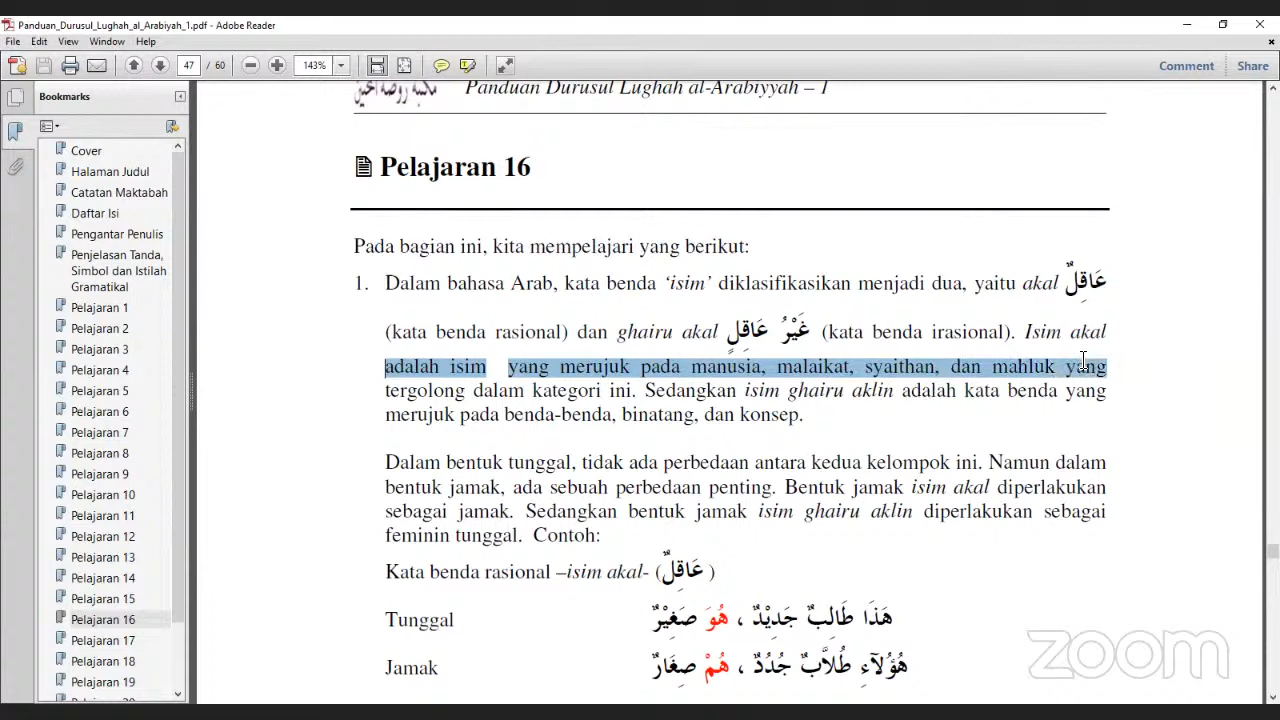 Panduan_Durusul_Lughah_al_Arabiyah_1.pdf - Adobe Reader
File Edit View Window Help
47 / 60 143% Comment Share
Bookmarks
Cover
Halaman Judul
Catatan Maktabah
Daftar Isi
Pengantar Penulis
Penjelasan Tanda,
Simbol dan Istilah
Gramatikal
Pelajaran 1
Pelajaran 2
Pelajaran 3
Pelajaran 4
Pelajaran 5
Pelajaran 6
Pelajaran 7
Pelajaran 8
Pelajaran 9
Pelajaran 10
Pelajaran 11
Pelajaran 12
Pelajaran 13
Pelajaran 14
Pelajaran 15
Pelajaran 16
Pelajaran 17
Pelajaran 18
Pelajaran 19
Panduan Durusul Lughah al-Arabiyyah – 1
Pelajaran 16
Pada bagian ini, kita mempelajari yang berikut:
1. Dalam bahasa Arab, kata benda ‘isim’ diklasifikasikan menjadi dua, yaitu akal عَاقِلٌ
(kata benda rasional) dan ghairu akal غَيْرُ عَاقِلٍ (kata benda irasional). Isim akal
adalah isim yang merujuk pada manusia, malaikat, syaithan, dan mahluk yang
tergolong dalam kategori ini. Sedangkan isim ghairu aklin adalah kata benda yang
merujuk pada benda-benda, binatang, dan konsep.
Dalam bentuk tunggal, tidak ada perbedaan antara kedua kelompok ini. Namun dalam
bentuk jamak, ada sebuah perbedaan penting. Bentuk jamak isim akal diperlakukan
sebagai jamak. Sedangkan bentuk jamak isim ghairu aklin diperlakukan sebagai
feminin tunggal. Contoh:
Kata benda rasional –isim akal- (عَاقِلٌ )
Tunggal هَذَا طَالِبٌ جَدِيْدٌ ، هُوَ صَغِيْرٌ
Jamak هُؤُلآءِ طُلاَّبٌ جُدُدٌ ، هُمْ صِغَارٌ
zoom